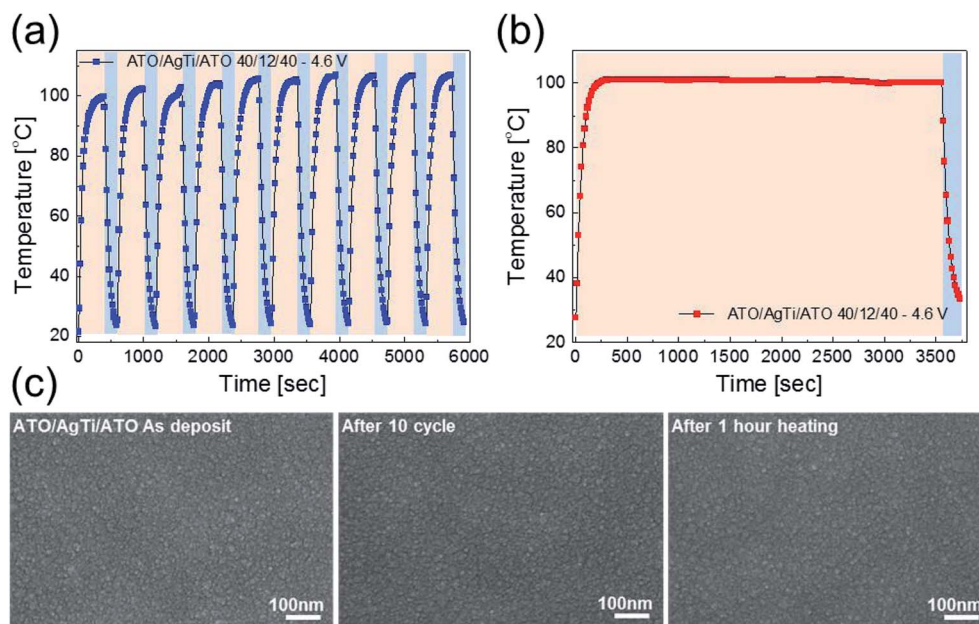 (a)
ATO/AgTi/ATO 40/12/40 - 4.6 V
100
80
60
40
20
Temperature [°C]
0 1000 2000 3000 4000 5000 6000
Time [sec]
(b)
120
100
80
60
40
20
Temperature [°C]
ATO/AgTi/ATO 40/12/40 - 4.6 V
0 500 1000 1500 2000 2500 3000 3500
Time [sec]
(c)
ATO/AgTi/ATO As deposit
100nm
After 10 cycle
100nm
After 1 hour heating
100nm